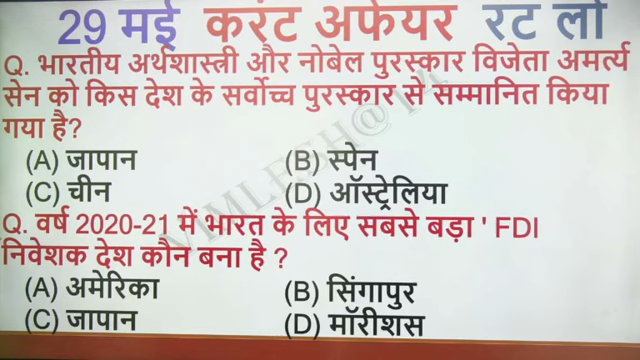 29 मई करंट अफेयर रट लो
Q. भारतीय अर्थशास्त्री और नोबेल पुरस्कार विजेता अमर्त्य
सेन को किस देश के सर्वोच्च पुरस्कार से सम्मानित किया
गया है?
(A) जापान (B) स्पेन
(C) चीन (D) ऑस्ट्रेलिया
Q. वर्ष 2020-21 में भारत के लिए सबसे बड़ा ' FDI
निवेशक देश कौन बना है ?
(A) अमेरिका (B) सिंगापुर
(C) जापान (D) मॉरीशस